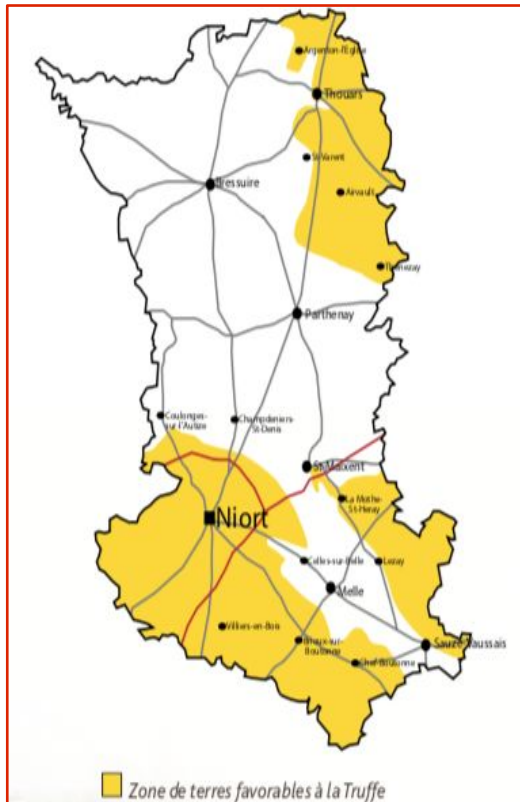 Argenton-l'Eglise
Thouars
St-Varent
Bressuire
Airvault
Thenezay
Parthenay
Coulonges-
sur-l'Autize
Champdeniers-
St-Denis
St-Maixent
La Mothe-
St-Heray
Niort
Celles-sur-Belle
Lezay
Melle
Villiers-en-Bois
Brioux-sur-
Boutonne
Sauzé-Vaussais
Chef-Boutonne
Zone de terres favorables à la Truffe